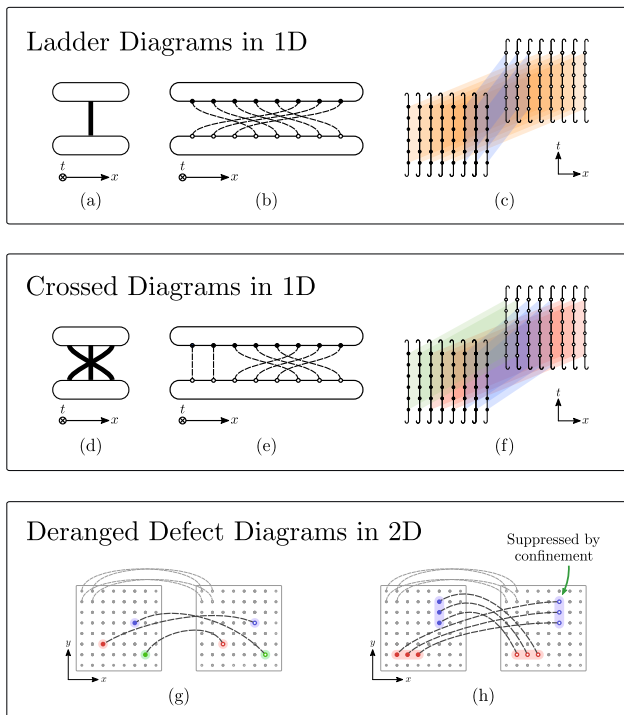 Ladder Diagrams in 1D
t
x
(a)
t
x
(b)
t
x
(c)
Crossed Diagrams in 1D
t
x
(d)
t
x
(e)
t
x
(f)
Deranged Defect Diagrams in 2D
Suppressed by
confinement
y
x
(g)
y
x
(h)